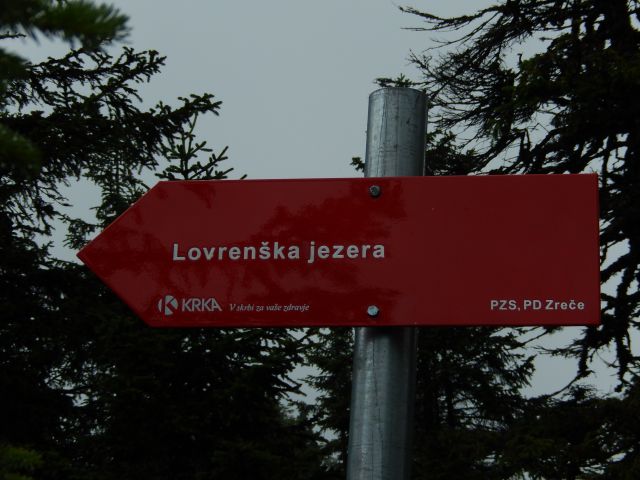 Lovrenška jezera
KRKA V skrbi za vaše zdravje
PZS, PD Zreče